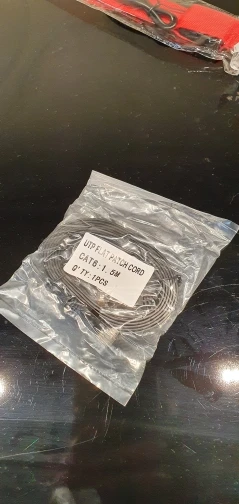 UTP FLAT PATCH CORD
CAT6:1.5M
Q'TY:1PCS